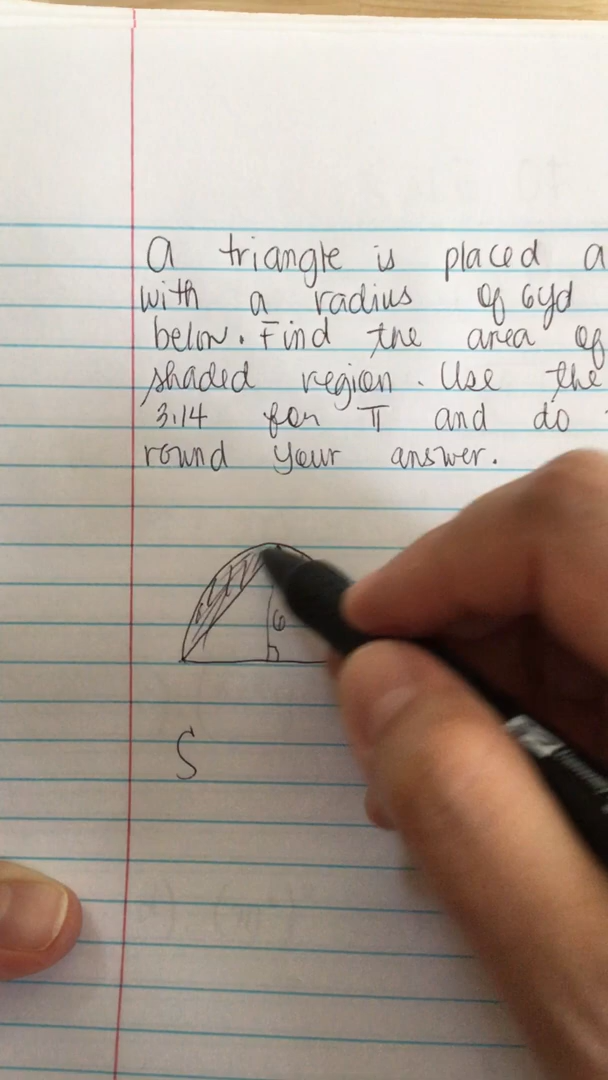 A triangle is placed a
with a radius of 6yd
below. Find the area of
shaded region. Use the
3.14 for π and do
round your answer.
6
S